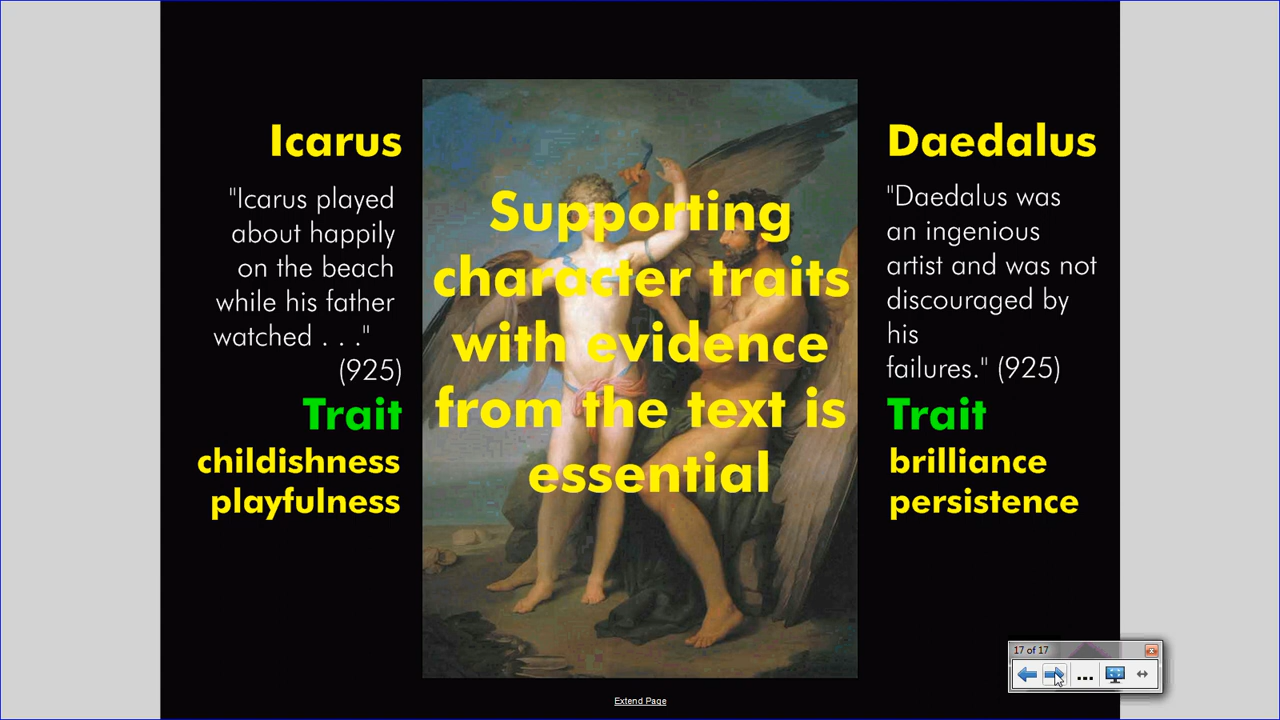 Icarus
"Icarus played
about happily
on the beach
while his father
watched . . ."
(925)
Trait
childishness
playfulness
Supporting
character traits
with evidence
from the text is
essential
Daedalus
"Daedalus was
an ingenious
artist and was not
discouraged by
his
failures." (925)
Trait
brilliance
persistence
17 of 17
...
Extend Page